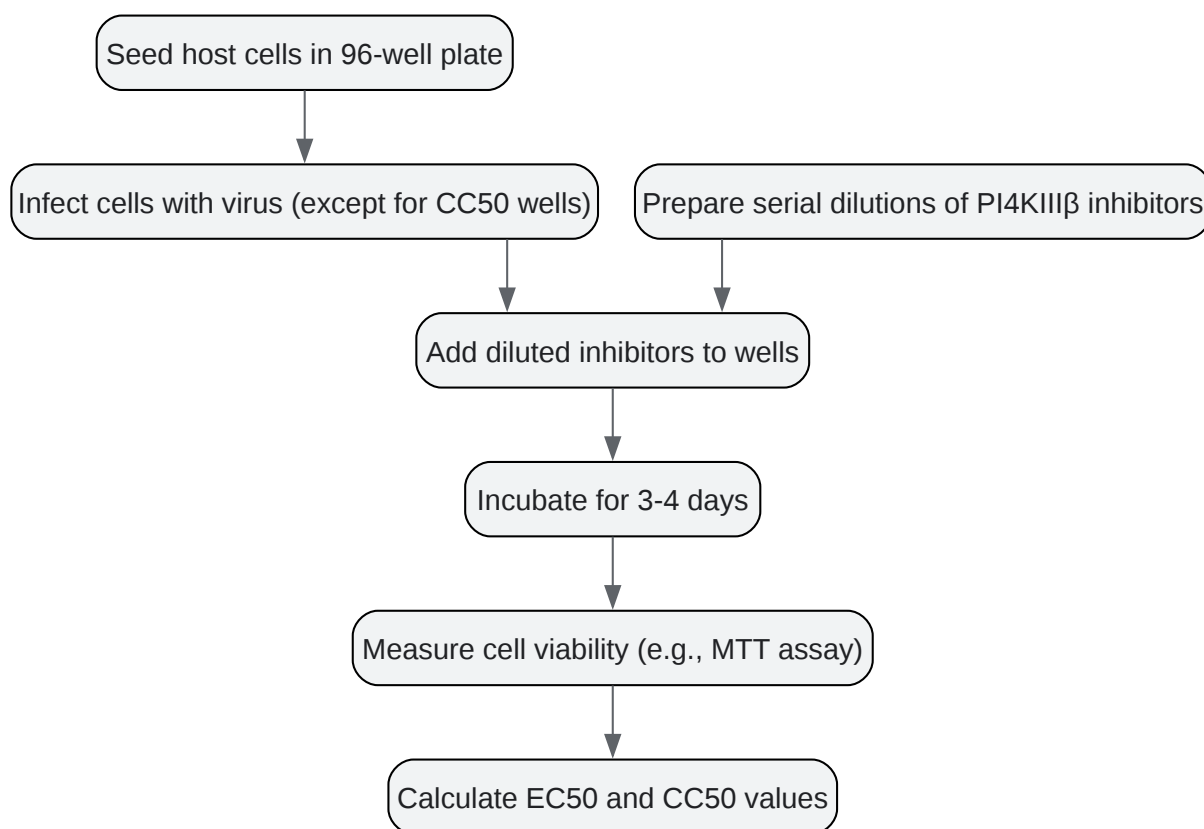 Seed host cells in 96-well plate
Infect cells with virus (except for CC50 wells)
Prepare serial dilutions of PI4KIIIβ inhibitors
Add diluted inhibitors to wells
Incubate for 3-4 days
Measure cell viability (e.g., MTT assay)
Calculate EC50 and CC50 values